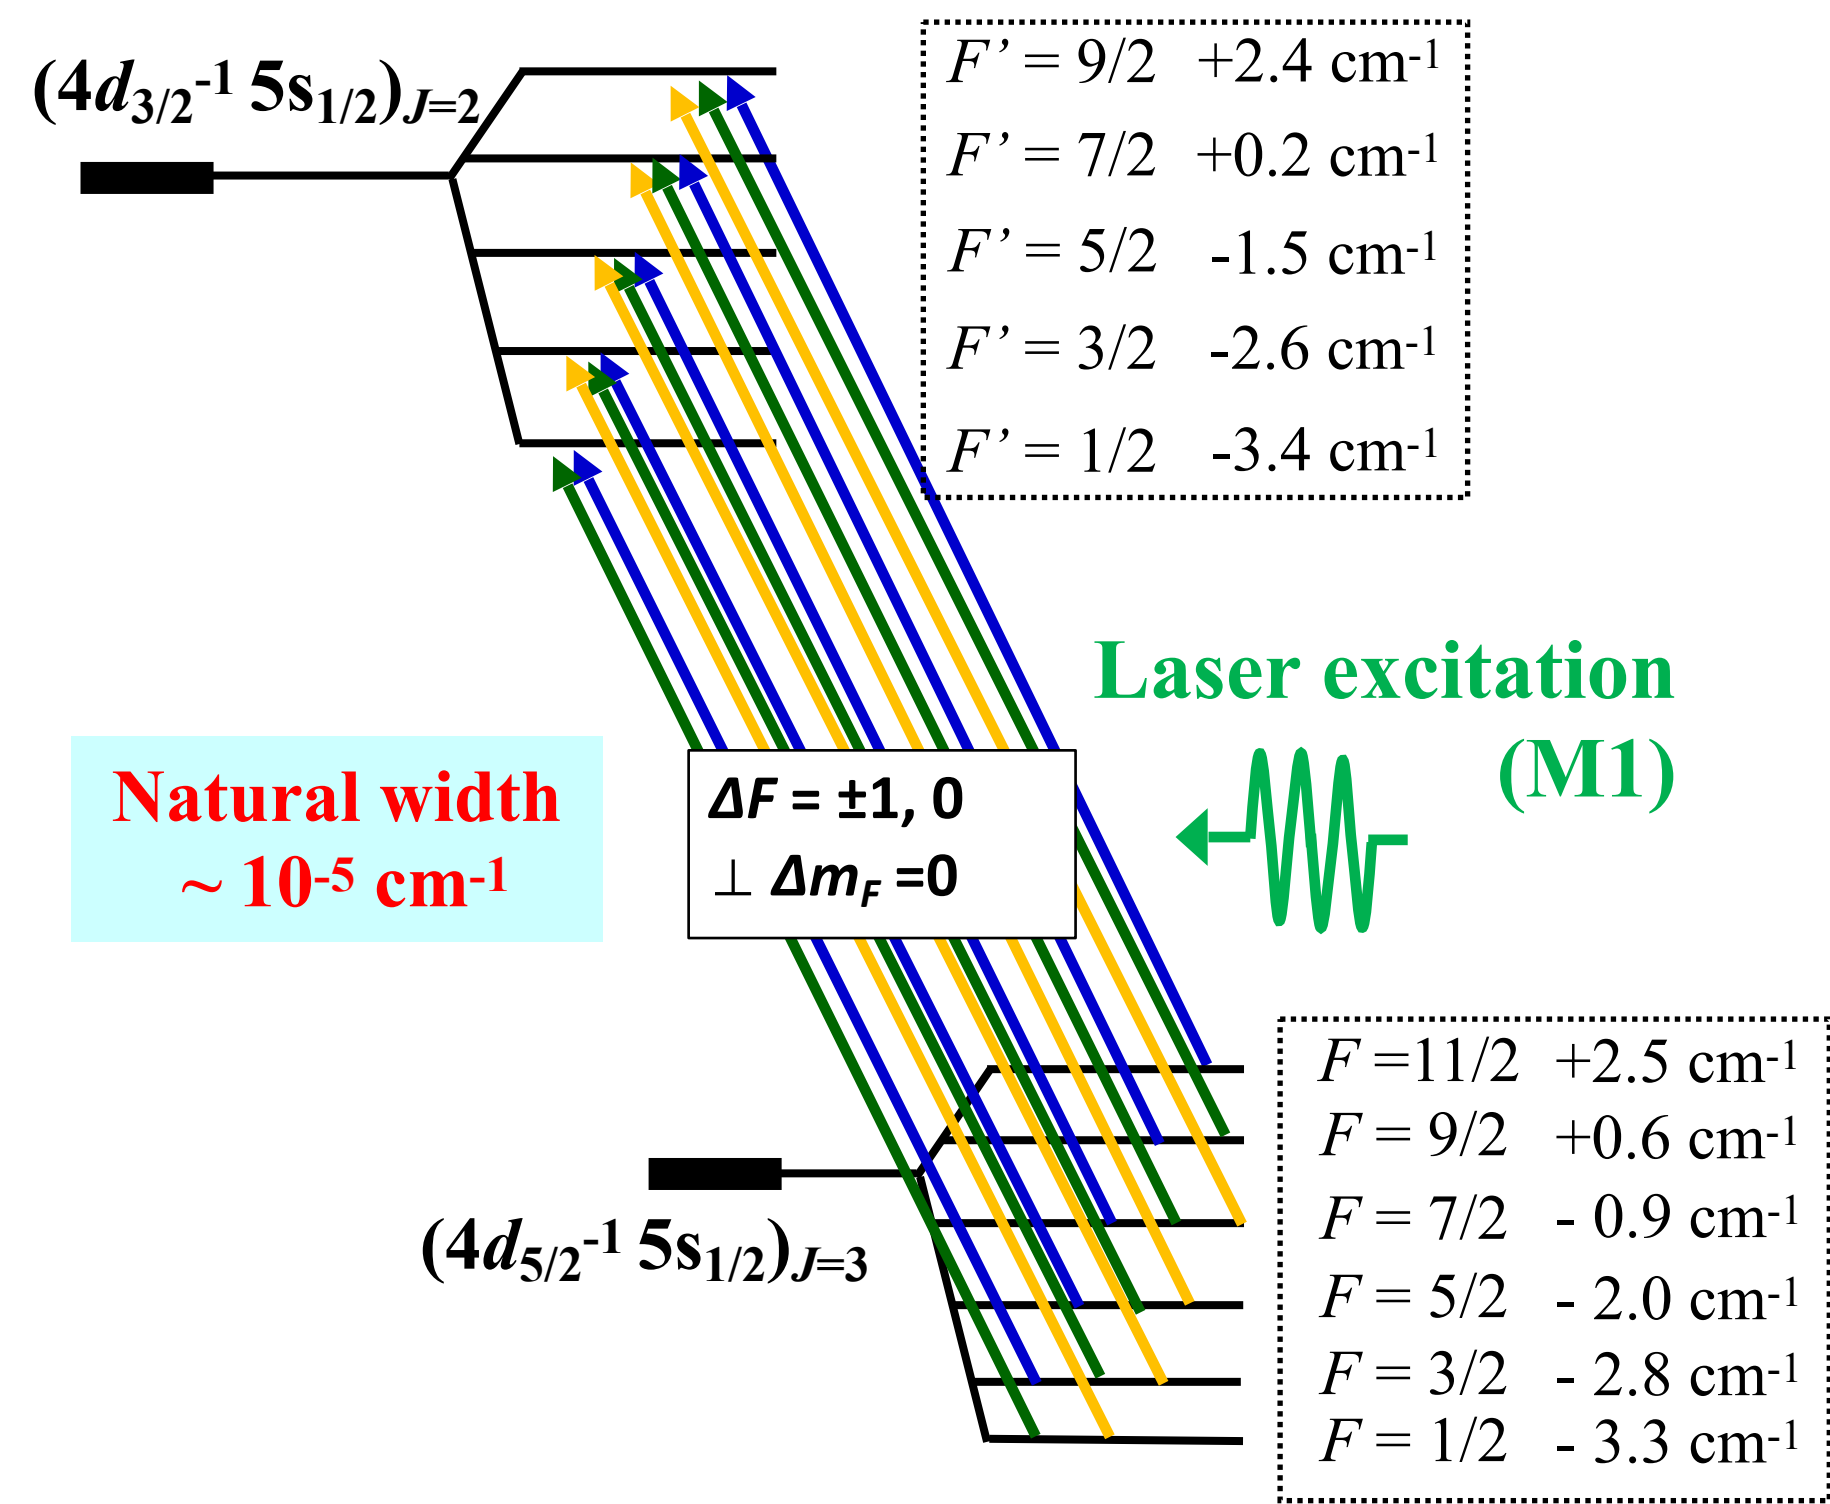 (4d3/2-1 5s1/2)J=2
F’ = 9/2 +2.4 cm-1
F’ = 7/2 +0.2 cm-1
F’ = 5/2 -1.5 cm-1
F’ = 3/2 -2.6 cm-1
F’ = 1/2 -3.4 cm-1
Laser excitation
(M1)
Natural width
~ 10-5 cm-1
ΔF = ±1, 0
⊥ ΔmF =0
(4d5/2-1 5s1/2)J=3
F =11/2 +2.5 cm-1
F = 9/2 +0.6 cm-1
F = 7/2 - 0.9 cm-1
F = 5/2 - 2.0 cm-1
F = 3/2 - 2.8 cm-1
F = 1/2 - 3.3 cm-1